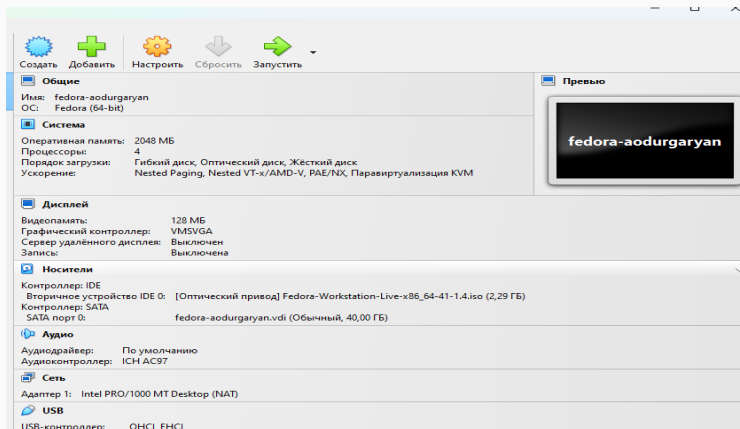 Создать Добавить Настроить Сбросить Запустить
Общие
Имя: fedora-aodurgaryan
ОС: Fedora (64-bit)
Система
Оперативная память: 2048 МБ
Процессоры: 4
Порядок загрузки: Гибкий диск, Оптический диск, Жёсткий диск
Ускорение: Nested Paging, Nested VT-x/AMD-V, PAE/NX, Паравиртуализация KVM
Превью
fedora-aodurgaryan
Дисплей
Видеопамять: 128 МБ
Графический контроллер: VMSVGA
Сервер удалённого дисплея: Выключен
Запись: Выключена
Носители
Контроллер: IDE
Вторичное устройство IDE 0: [Оптический привод] Fedora-Workstation-Live-x86_64-41-1.4.iso (2,29 ГБ)
Контроллер: SATA
SATA порт 0: fedora-aodurgaryan.vdi (Обычный, 40,00 ГБ)
Аудио
Аудиодрайвер: По умолчанию
Аудиоконтроллер: ICH AC97
Сеть
Адаптер 1: Intel PRO/1000 MT Desktop (NAT)
USB
USB-контроллер: OHCI, EHCI